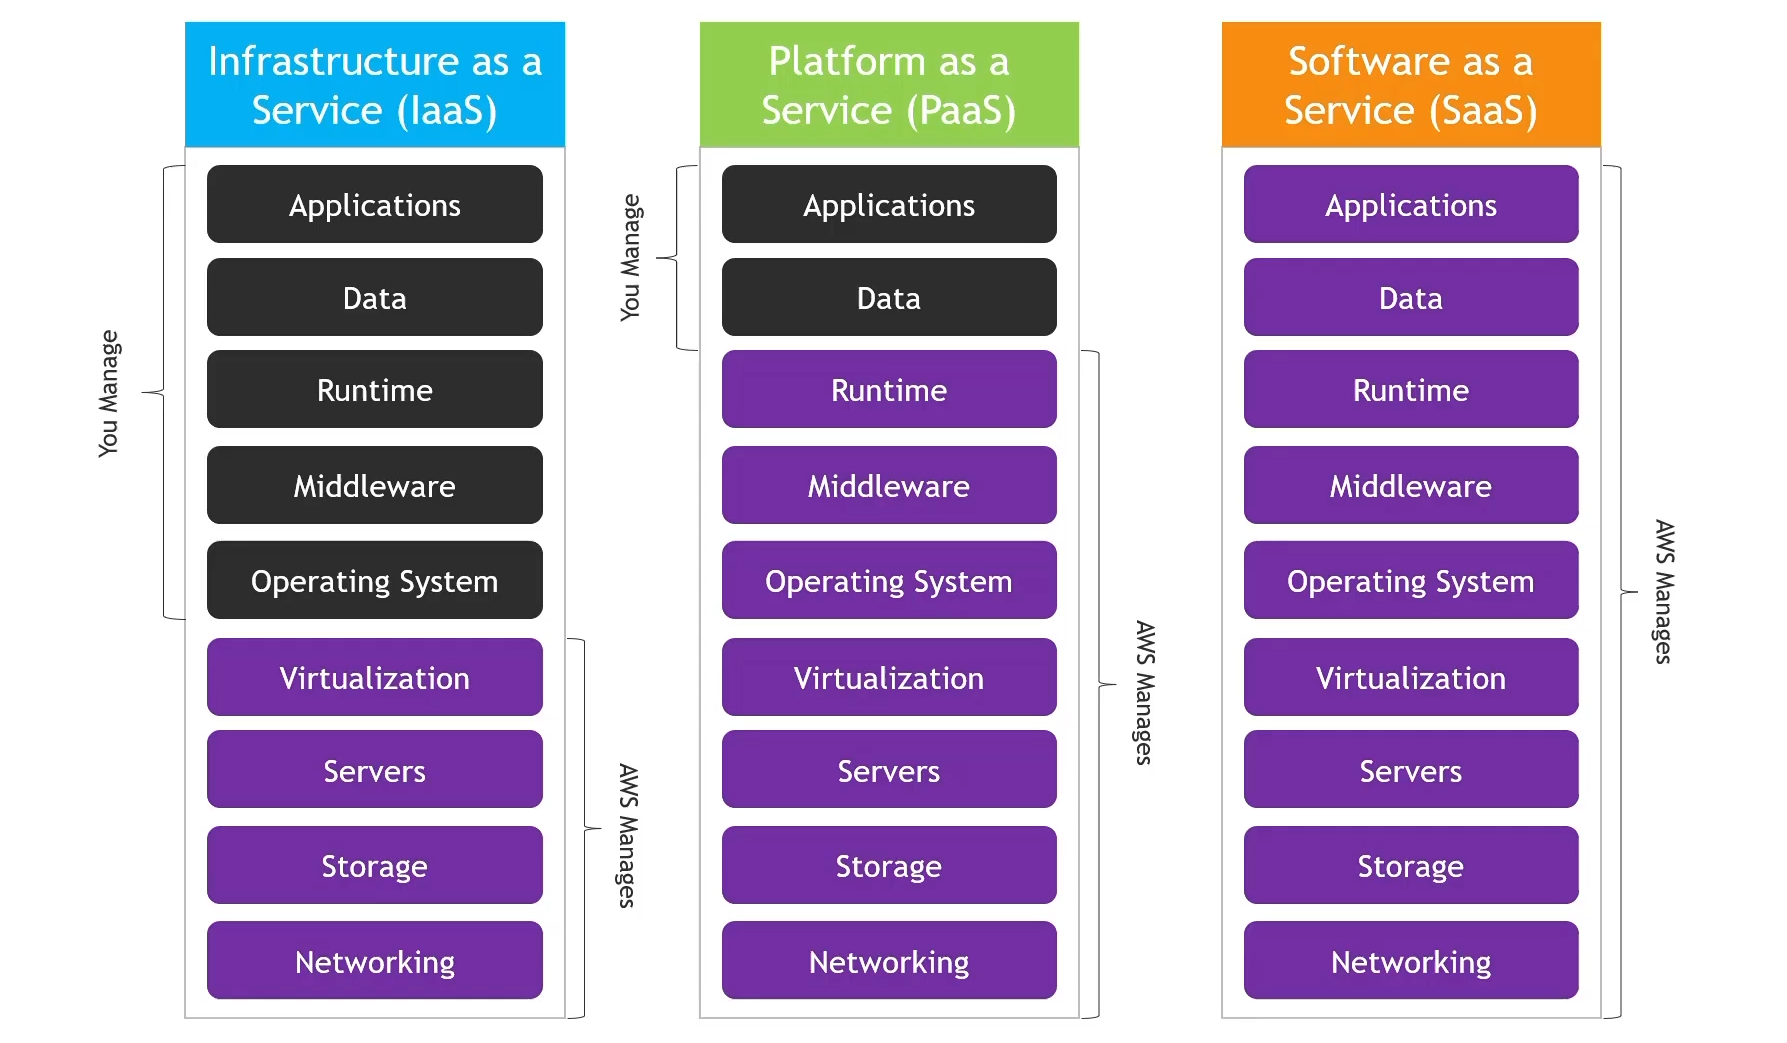 Infrastructure as a
Service (IaaS)
You Manage
Applications
Data
Runtime
Middleware
Operating System
Virtualization
Servers
Storage
Networking
AWS Manages
Platform as a
Service (PaaS)
You Manage
Applications
Data
Runtime
Middleware
Operating System
Virtualization
Servers
Storage
Networking
AWS Manages
Software as a
Service (SaaS)
Applications
Data
Runtime
Middleware
Operating System
Virtualization
Servers
Storage
Networking
AWS Manages